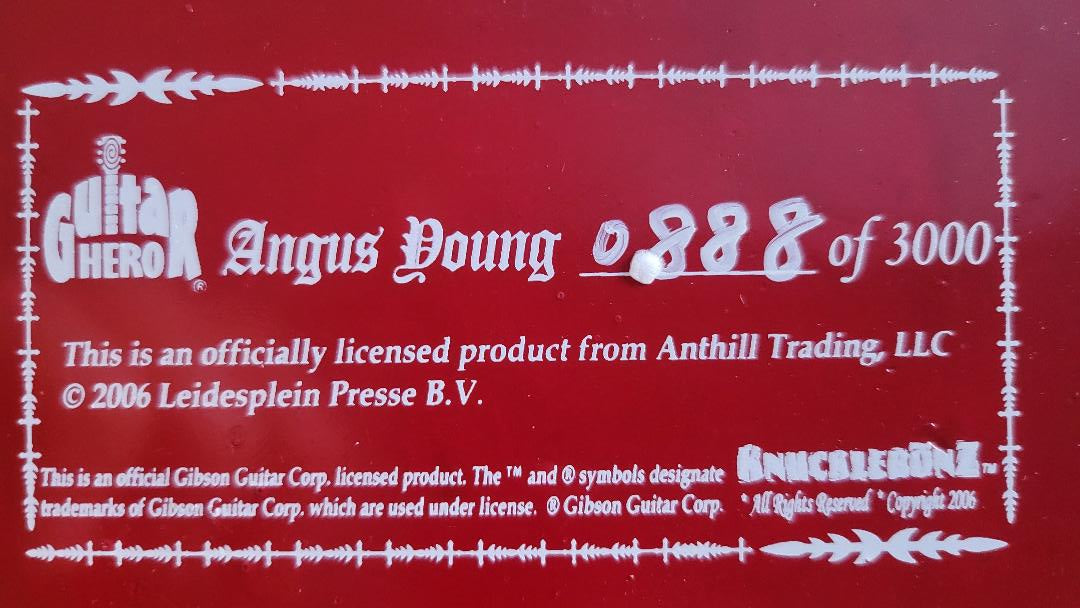 Guitar HERO ®
Angus Young 0888 of 3000
This is an officially licensed product from Anthill Trading, LLC
© 2006 Leidesplein Presse B.V.
This is an official Gibson Guitar Corp. licensed product. The ™ and ® symbols designate
trademarks of Gibson Guitar Corp. which are used under license. ® Gibson Guitar Corp.
KNUCKLEBONZ™
* All Rights Reserved * Copyright 2006